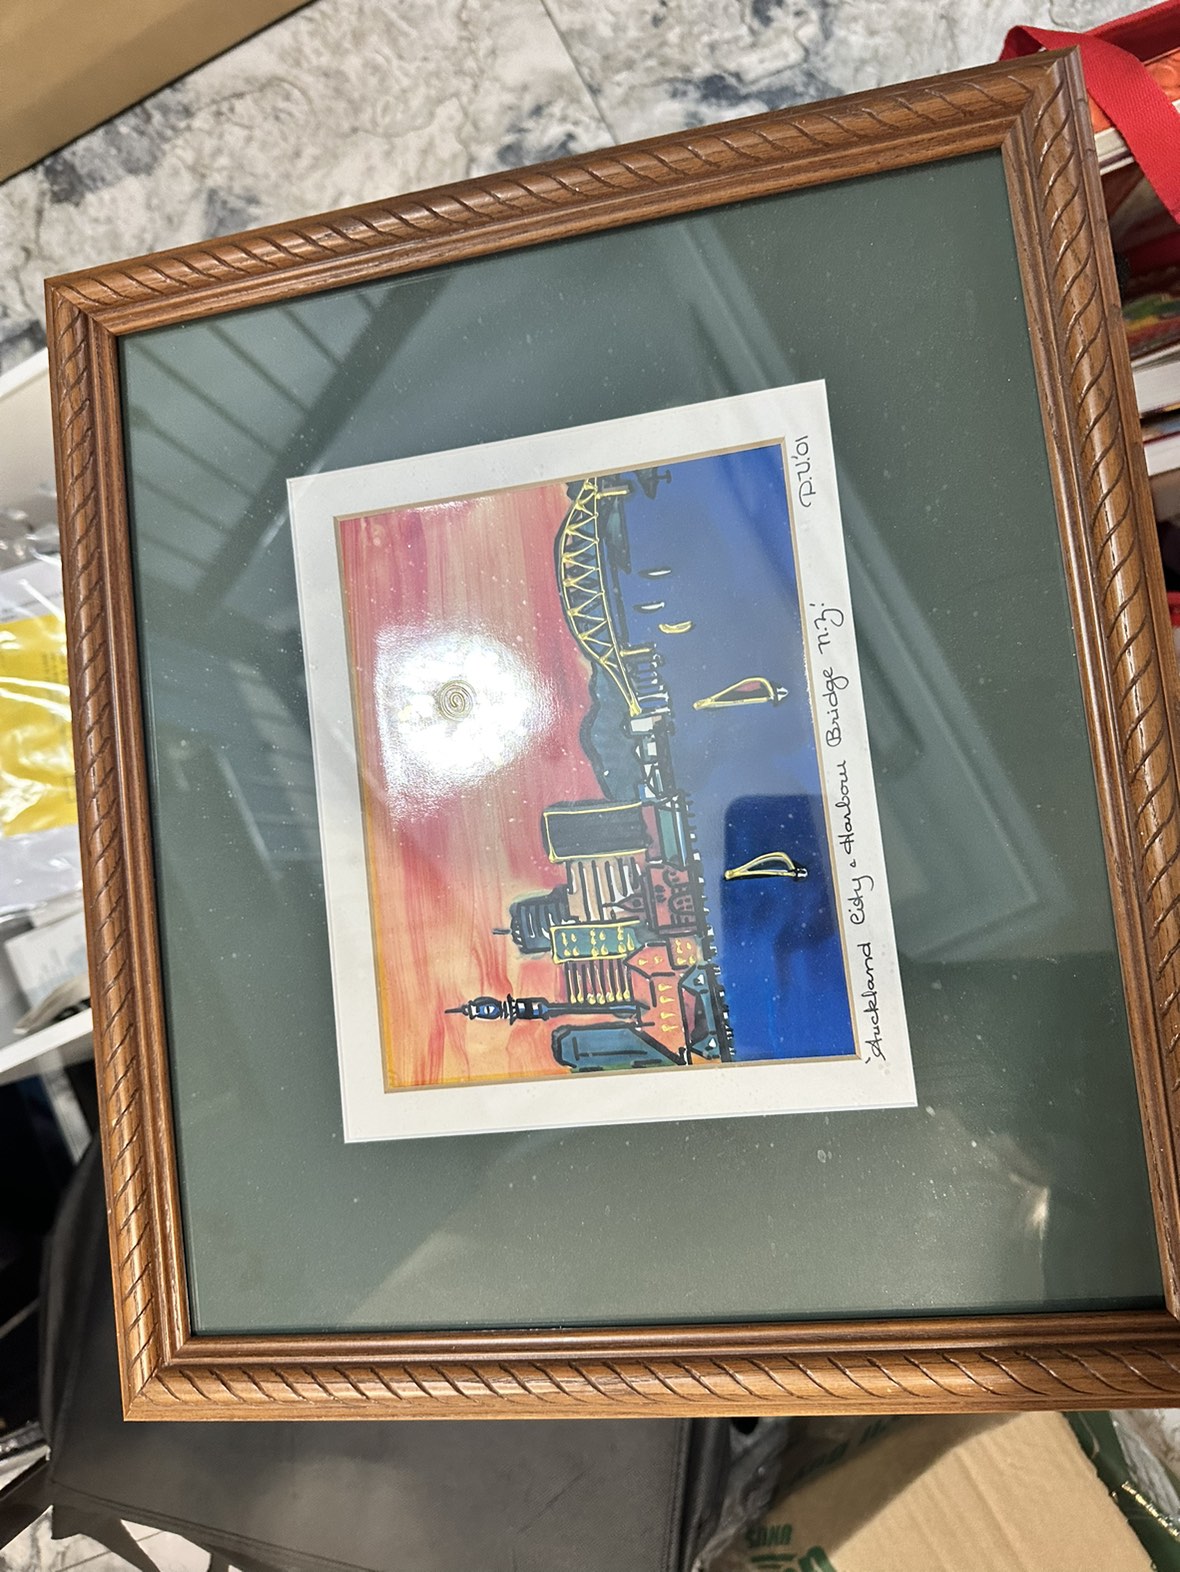 'Auckland City & Harbour Bridge N.Z.' D.V.'01